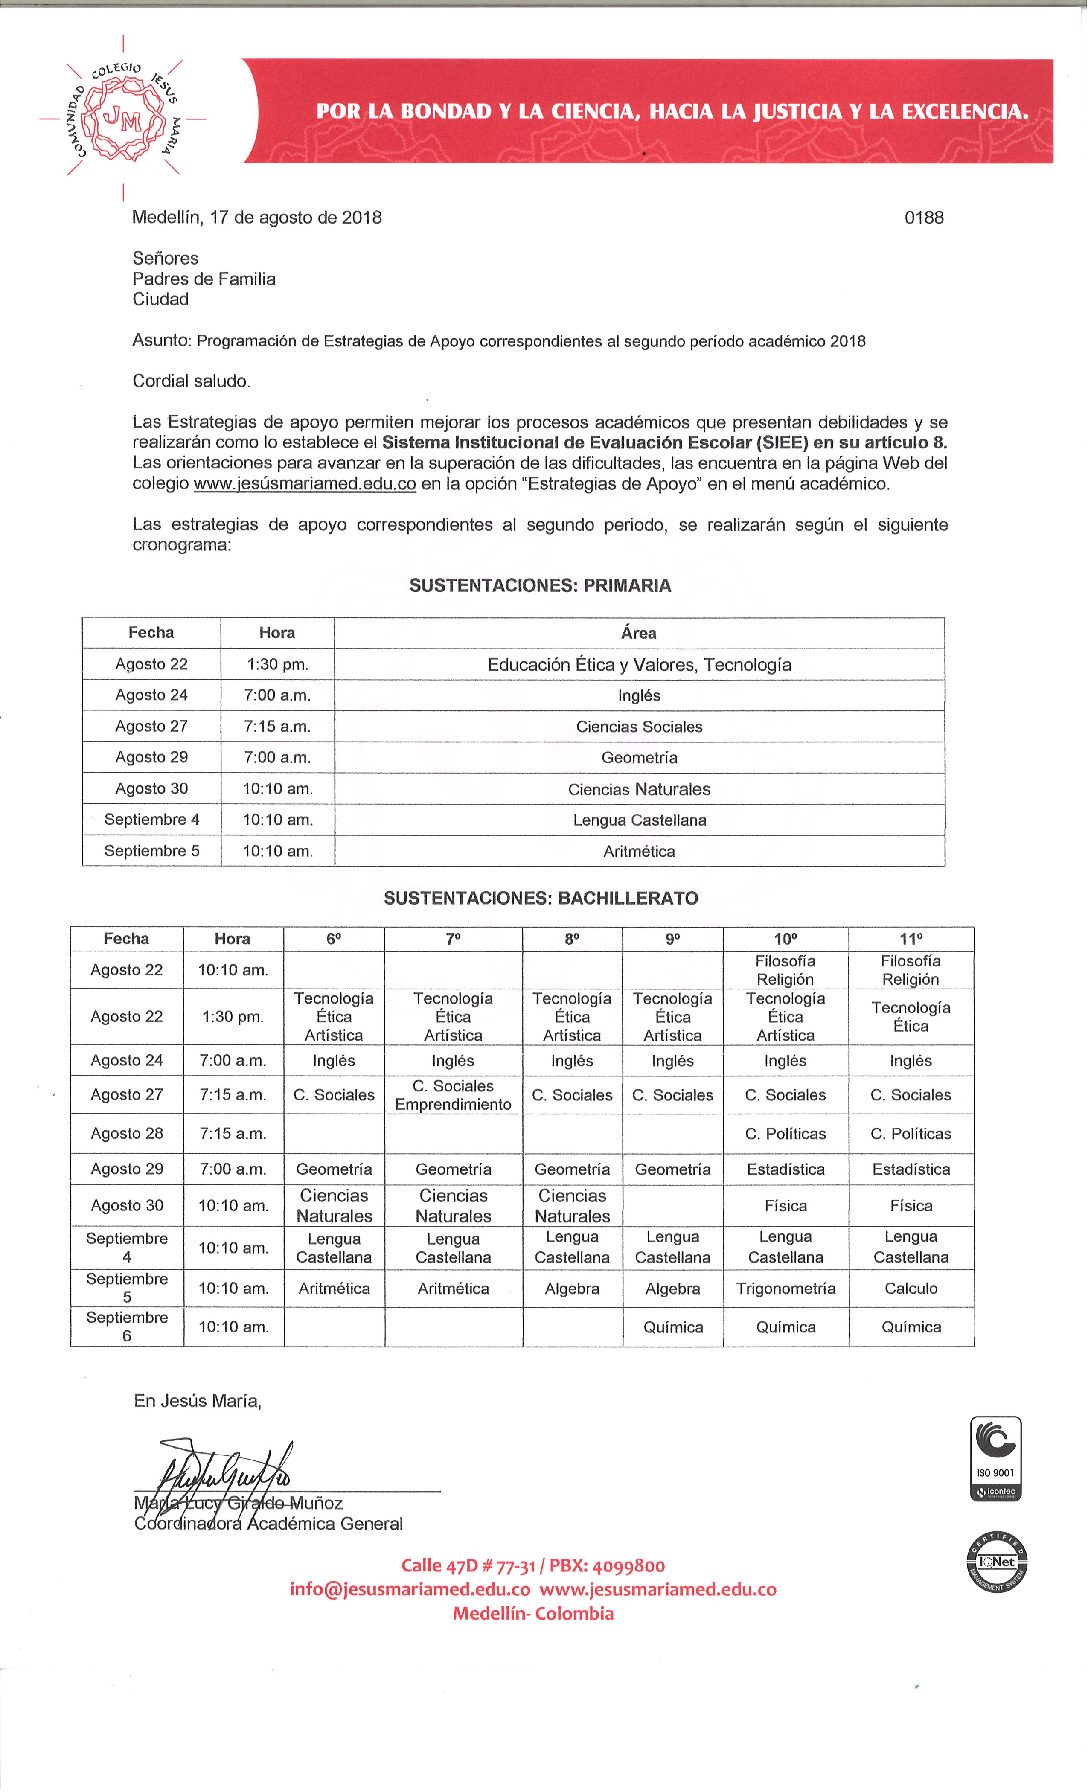 COMUNIDAD COLEGIO JESUS MARIA
JM
POR LA BONDAD Y LA CIENCIA, HACIA LA JUSTICIA Y LA EXCELENCIA.
Medellín, 17 de agosto de 2018 0188
Señores
Padres de Familia
Ciudad
Asunto: Programación de Estrategias de Apoyo correspondientes al segundo período académico 2018
Cordial saludo.
Las Estrategias de apoyo permiten mejorar los procesos académicos que presentan debilidades y se
realizarán como lo establece el Sistema Institucional de Evaluación Escolar (SIEE) en su artículo 8.
Las orientaciones para avanzar en la superación de las dificultades, las encuentra en la página Web del
colegio www.jesúsmariamed.edu.co en la opción “Estrategias de Apoyo” en el menú académico.
Las estrategias de apoyo correspondientes al segundo periodo, se realizarán según el siguiente
cronograma:
SUSTENTACIONES: PRIMARIA
Fecha Hora Área
Agosto 22 1:30 pm. Educación Ética y Valores, Tecnología
Agosto 24 7:00 a.m. Inglés
Agosto 27 7:15 a.m. Ciencias Sociales
Agosto 29 7:00 a.m. Geometría
Agosto 30 10:10 am. Ciencias Naturales
Septiembre 4 10:10 am. Lengua Castellana
Septiembre 5 10:10 am. Aritmética
SUSTENTACIONES: BACHILLERATO
Fecha Hora 6º 7º 8º 9º 10º 11º
Agosto 22 10:10 am. Filosofía Religión Filosofía Religión
Agosto 22 1:30 pm. Tecnología Ética Artística Tecnología Ética Artística Tecnología Ética Artística Tecnología Ética Artística Tecnología Ética Artística Tecnología Ética
Agosto 24 7:00 a.m. Inglés Inglés Inglés Inglés Inglés Inglés
Agosto 27 7:15 a.m. C. Sociales C. Sociales Emprendimiento C. Sociales C. Sociales C. Sociales C. Sociales
Agosto 28 7:15 a.m. C. Políticas C. Políticas
Agosto 29 7:00 a.m. Geometría Geometría Geometría Geometría Estadística Estadística
Agosto 30 10:10 am. Ciencias Naturales Ciencias Naturales Ciencias Naturales Física Física
Septiembre 4 10:10 am. Lengua Castellana Lengua Castellana Lengua Castellana Lengua Castellana Lengua Castellana Lengua Castellana
Septiembre 5 10:10 am. Aritmética Aritmética Algebra Algebra Trigonometría Calculo
Septiembre 6 10:10 am. Química Química Química
En Jesús María,
María Lucy Giraldo Muñoz
Coordinadora Académica General
ISO 9001
icontec
CERTIFIED
IQNet
MANAGEMENT SYSTEM
Calle 47D # 77-31 / PBX: 4099800
info@jesusmariamed.edu.co www.jesusmariamed.edu.co
Medellín- Colombia